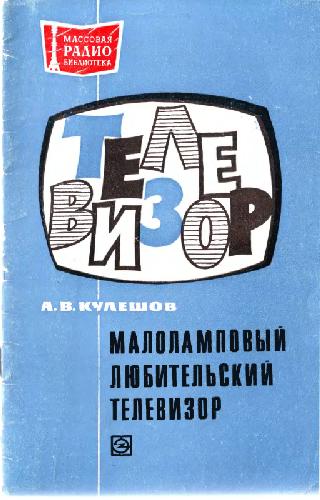 МАССОВАЯ
РАДИО
БИБЛИОТЕКА
ТЕЛЕ
ВИЗОР
А.В.КУЛЕШОВ
МАЛОЛАМПОВЫЙ
ЛЮБИТЕЛЬСКИЙ
ТЕЛЕВИЗОР